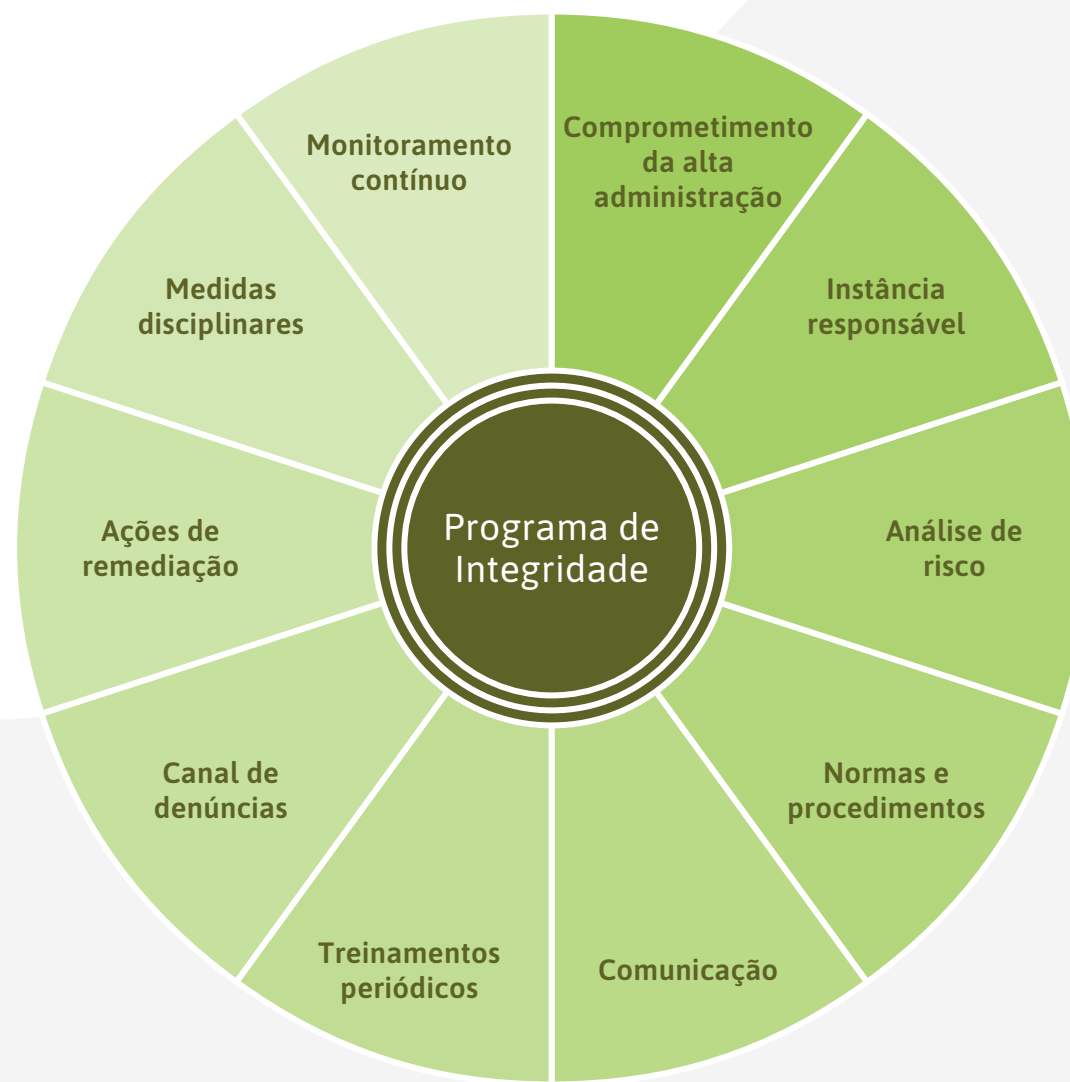 Comprometimento
da alta
administração
Instância
responsável
Análise de
risco
Normas e
procedimentos
Comunicação
Treinamentos
periódicos
Canal de
denúncias
Ações de
remediação
Medidas
disciplinares
Monitoramento
contínuo
Programa de
Integridade